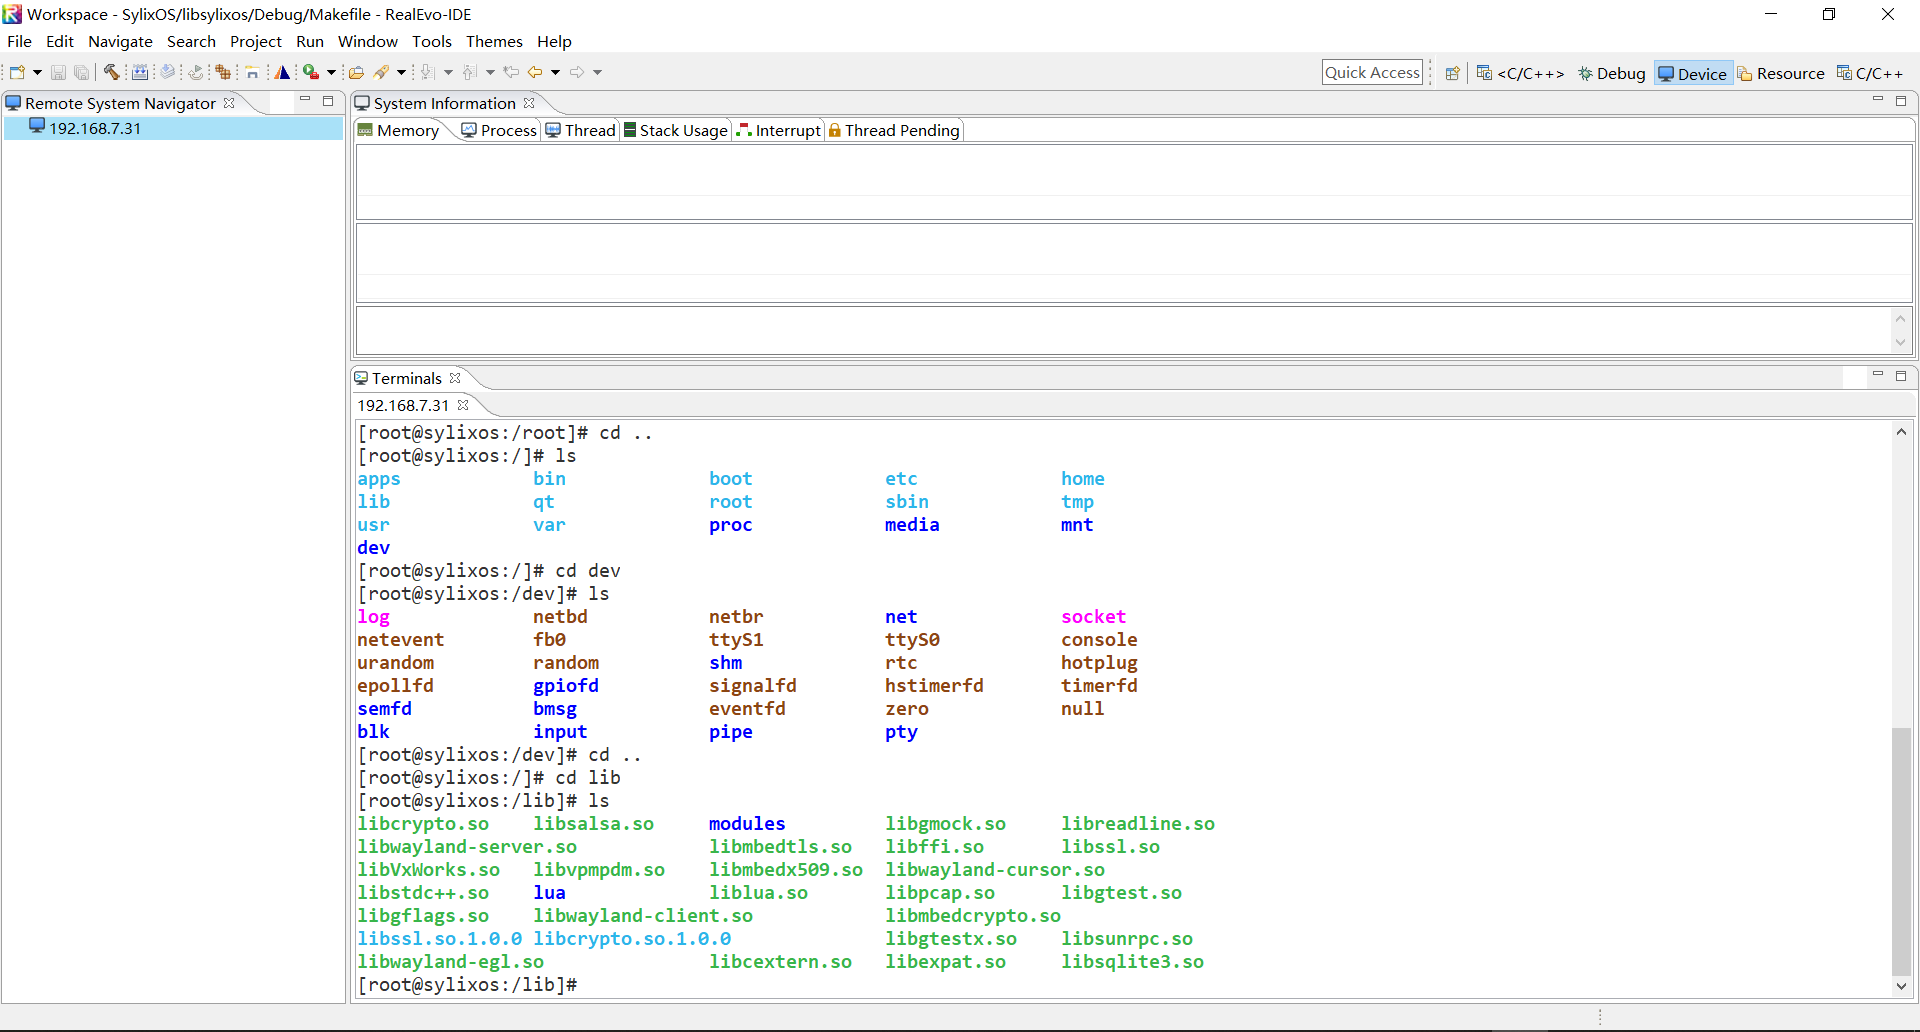 Workspace - SylixOS/libsylixos/Debug/Makefile - RealEvo-IDE
File Edit Navigate Search Project Run Window Tools Themes Help
Quick Access <C/C++> Debug Device Resource C/C++
Remote System Navigator
192.168.7.31
System Information
Memory Process Thread Stack Usage Interrupt Thread Pending
Terminals
192.168.7.31
[root@sylixos:/root]# cd ..
[root@sylixos:/]# ls
apps bin boot etc home
lib qt root sbin tmp
usr var proc media mnt
dev
[root@sylixos:/]# cd dev
[root@sylixos:/dev]# ls
log netbd netbr net socket
netevent fb0 ttyS1 ttyS0 console
urandom random shm rtc hotplug
epollfd gpiofd signalfd hstimerfd timerfd
semfd bmsg eventfd zero null
blk input pipe pty
[root@sylixos:/dev]# cd ..
[root@sylixos:/]# cd lib
[root@sylixos:/lib]# ls
libcrypto.so libsalsa.so modules libgmock.so libreadline.so
libwayland-server.so libmbedtls.so libffi.so libssl.so
libVxWorks.so libvpmpdm.so libmbedx509.so libwayland-cursor.so
libstdc++.so lua liblua.so libpcap.so libgtest.so
libgflags.so libwayland-client.so libmbedcrypto.so
libssl.so.1.0.0 libcrypto.so.1.0.0 libgtestx.so libsunrpc.so
libwayland-egl.so libcextern.so libexpat.so libsqlite3.so
[root@sylixos:/lib]#